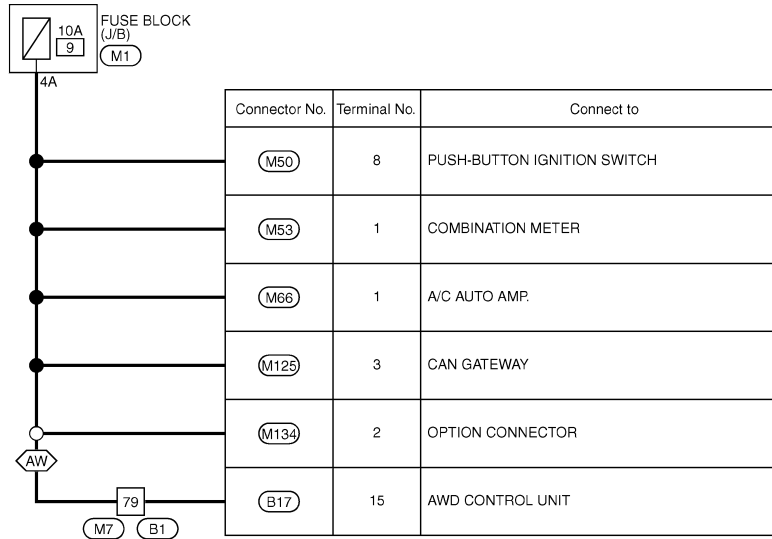 10A
9
FUSE BLOCK
(J/B)
M1
4A
Connector No. Terminal No. Connect to
M50 8 PUSH-BUTTON IGNITION SWITCH
M53 1 COMBINATION METER
M66 1 A/C AUTO AMP.
M125 3 CAN GATEWAY
M134 2 OPTION CONNECTOR
AW
79 B17 15 AWD CONTROL UNIT
M7 B1